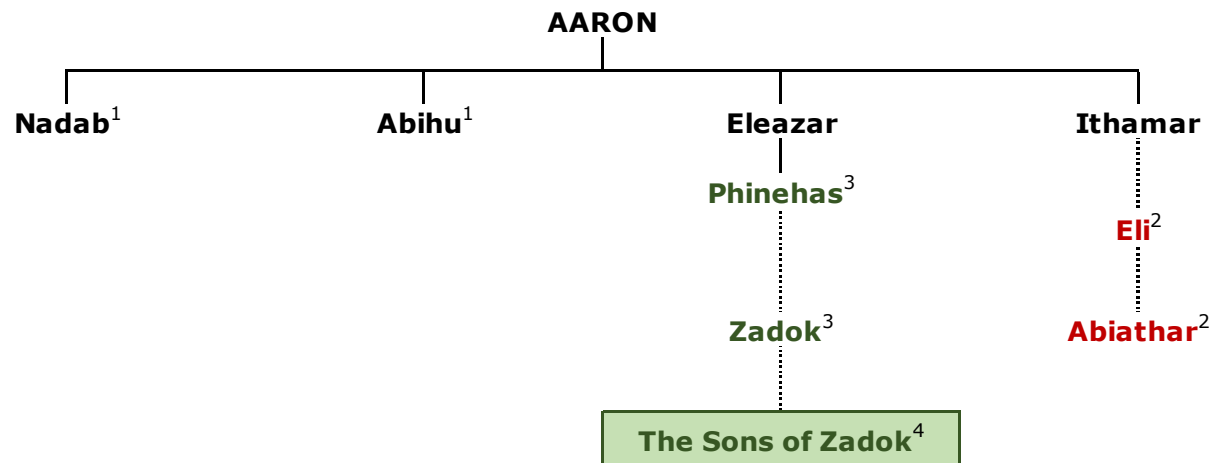 AARON
Nadab¹ Abihu¹ Eleazar Ithamar
Phinehas³
Eli²
Zadok³ Abiathar²
The Sons of Zadok⁴